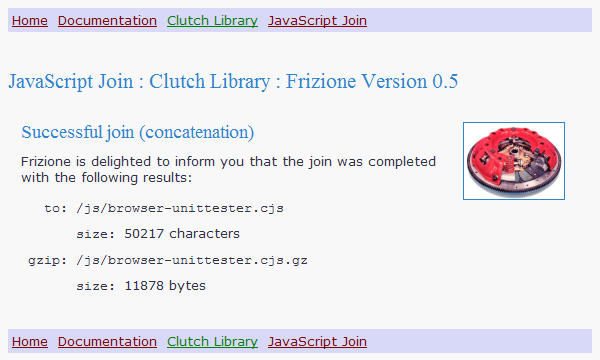 Home Documentation Clutch Library JavaScript Join
JavaScript Join : Clutch Library : Frizione Version 0.5
Successful join (concatenation)
Frizione is delighted to inform you that the join was completed
with the following results:
to: /js/browser-unittester.cjs
size: 50217 characters
gzip: /js/browser-unittester.cjs.gz
size: 11878 bytes
Home Documentation Clutch Library JavaScript Join